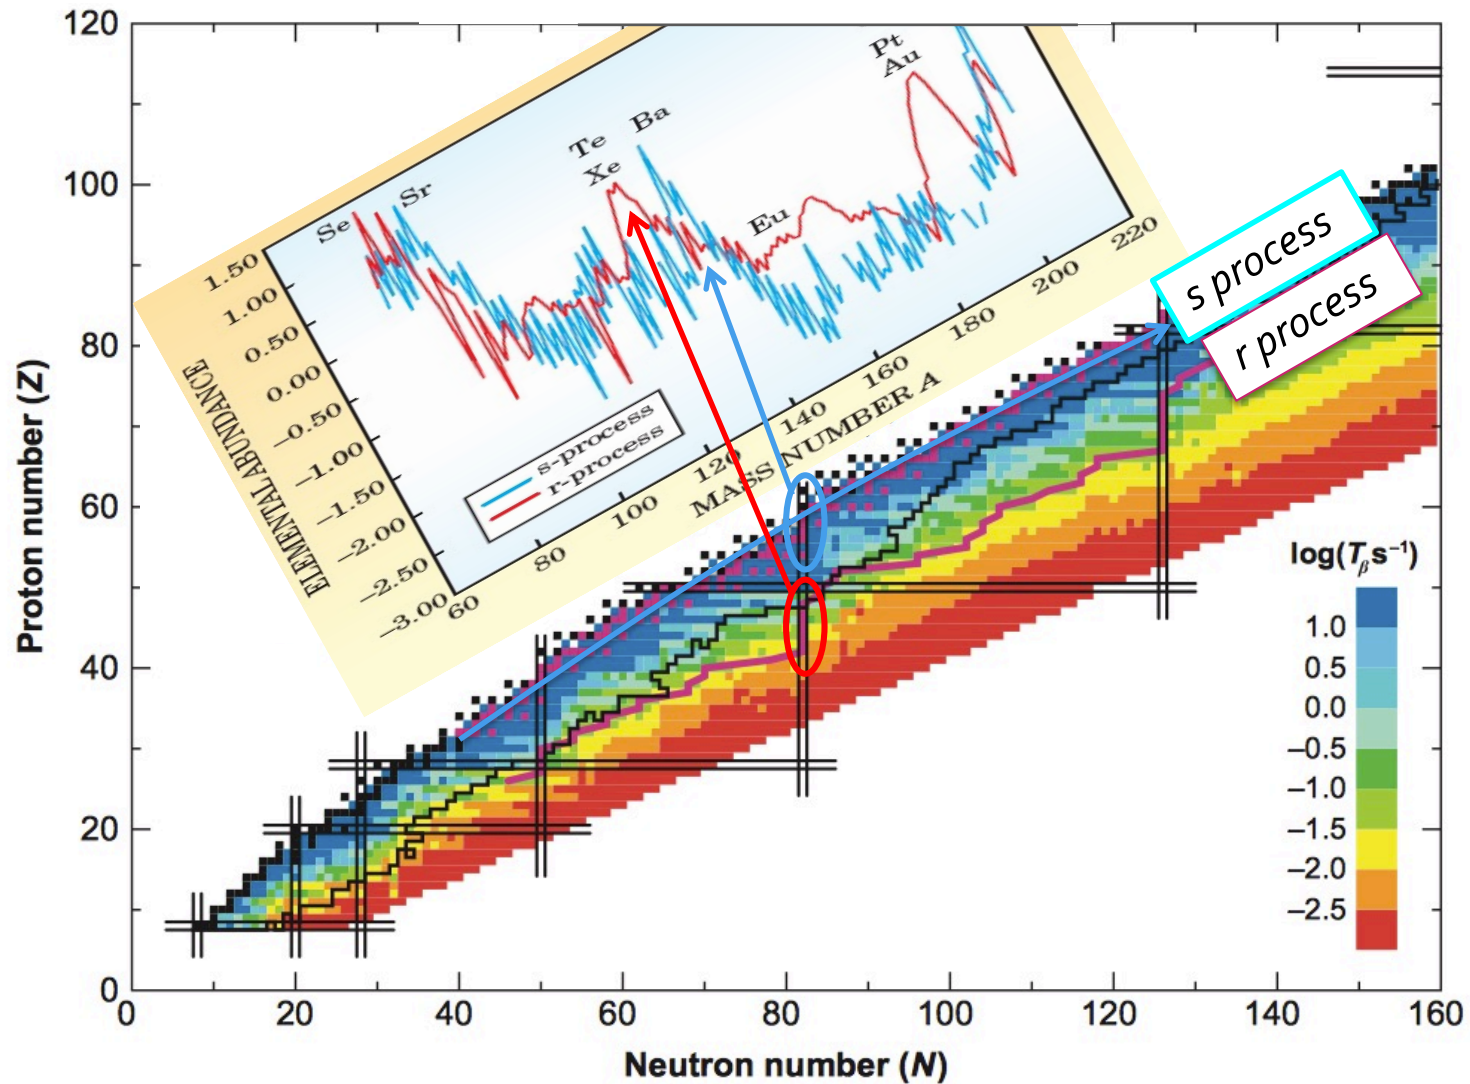 120
100
80
60
40
20
0
Proton number (Z)
0
20
40
60
80
100
120
140
160
Neutron number (N)
1.50
1.00
0.50
0.00
−0.50
−1.00
−1.50
−2.00
−2.50
−3.00
ELEMENTAL ABUNDANCE
60
80
100
120
140
160
180
200
220
MASS NUMBER A
Se
Sr
Te
Xe
Ba
Eu
Pt
Au
s-process
r-process
s process
r process
log(Tβs−1)
1.0
0.5
0.0
−0.5
−1.0
−1.5
−2.0
−2.5